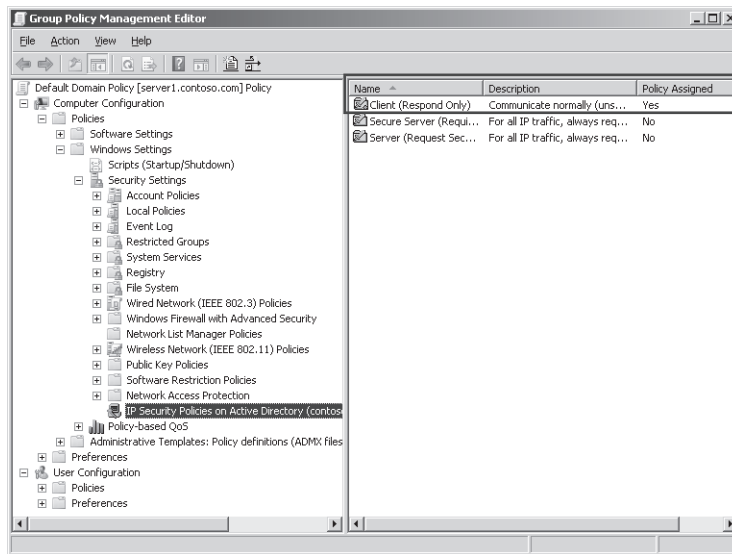 Group Policy Management Editor
File Action View Help
Default Domain Policy [server1.contoso.com] Policy
Computer Configuration
Policies
Software Settings
Windows Settings
Scripts (Startup/Shutdown)
Security Settings
Account Policies
Local Policies
Event Log
Restricted Groups
System Services
Registry
File System
Wired Network (IEEE 802.3) Policies
Windows Firewall with Advanced Security
Network List Manager Policies
Wireless Network (IEEE 802.11) Policies
Public Key Policies
Software Restriction Policies
Network Access Protection
IP Security Policies on Active Directory (contoso
Policy-based QoS
Administrative Templates: Policy definitions (ADMX files
Preferences
User Configuration
Policies
Preferences
Name Description Policy Assigned
Client (Respond Only) Communicate normally (uns... Yes
Secure Server (Requi... For all IP traffic, always req... No
Server (Request Sec... For all IP traffic, always req... No